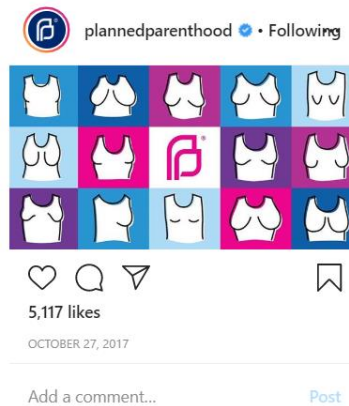 plannedparenthood • Following
5,117 likes
OCTOBER 27, 2017
Add a comment... Post